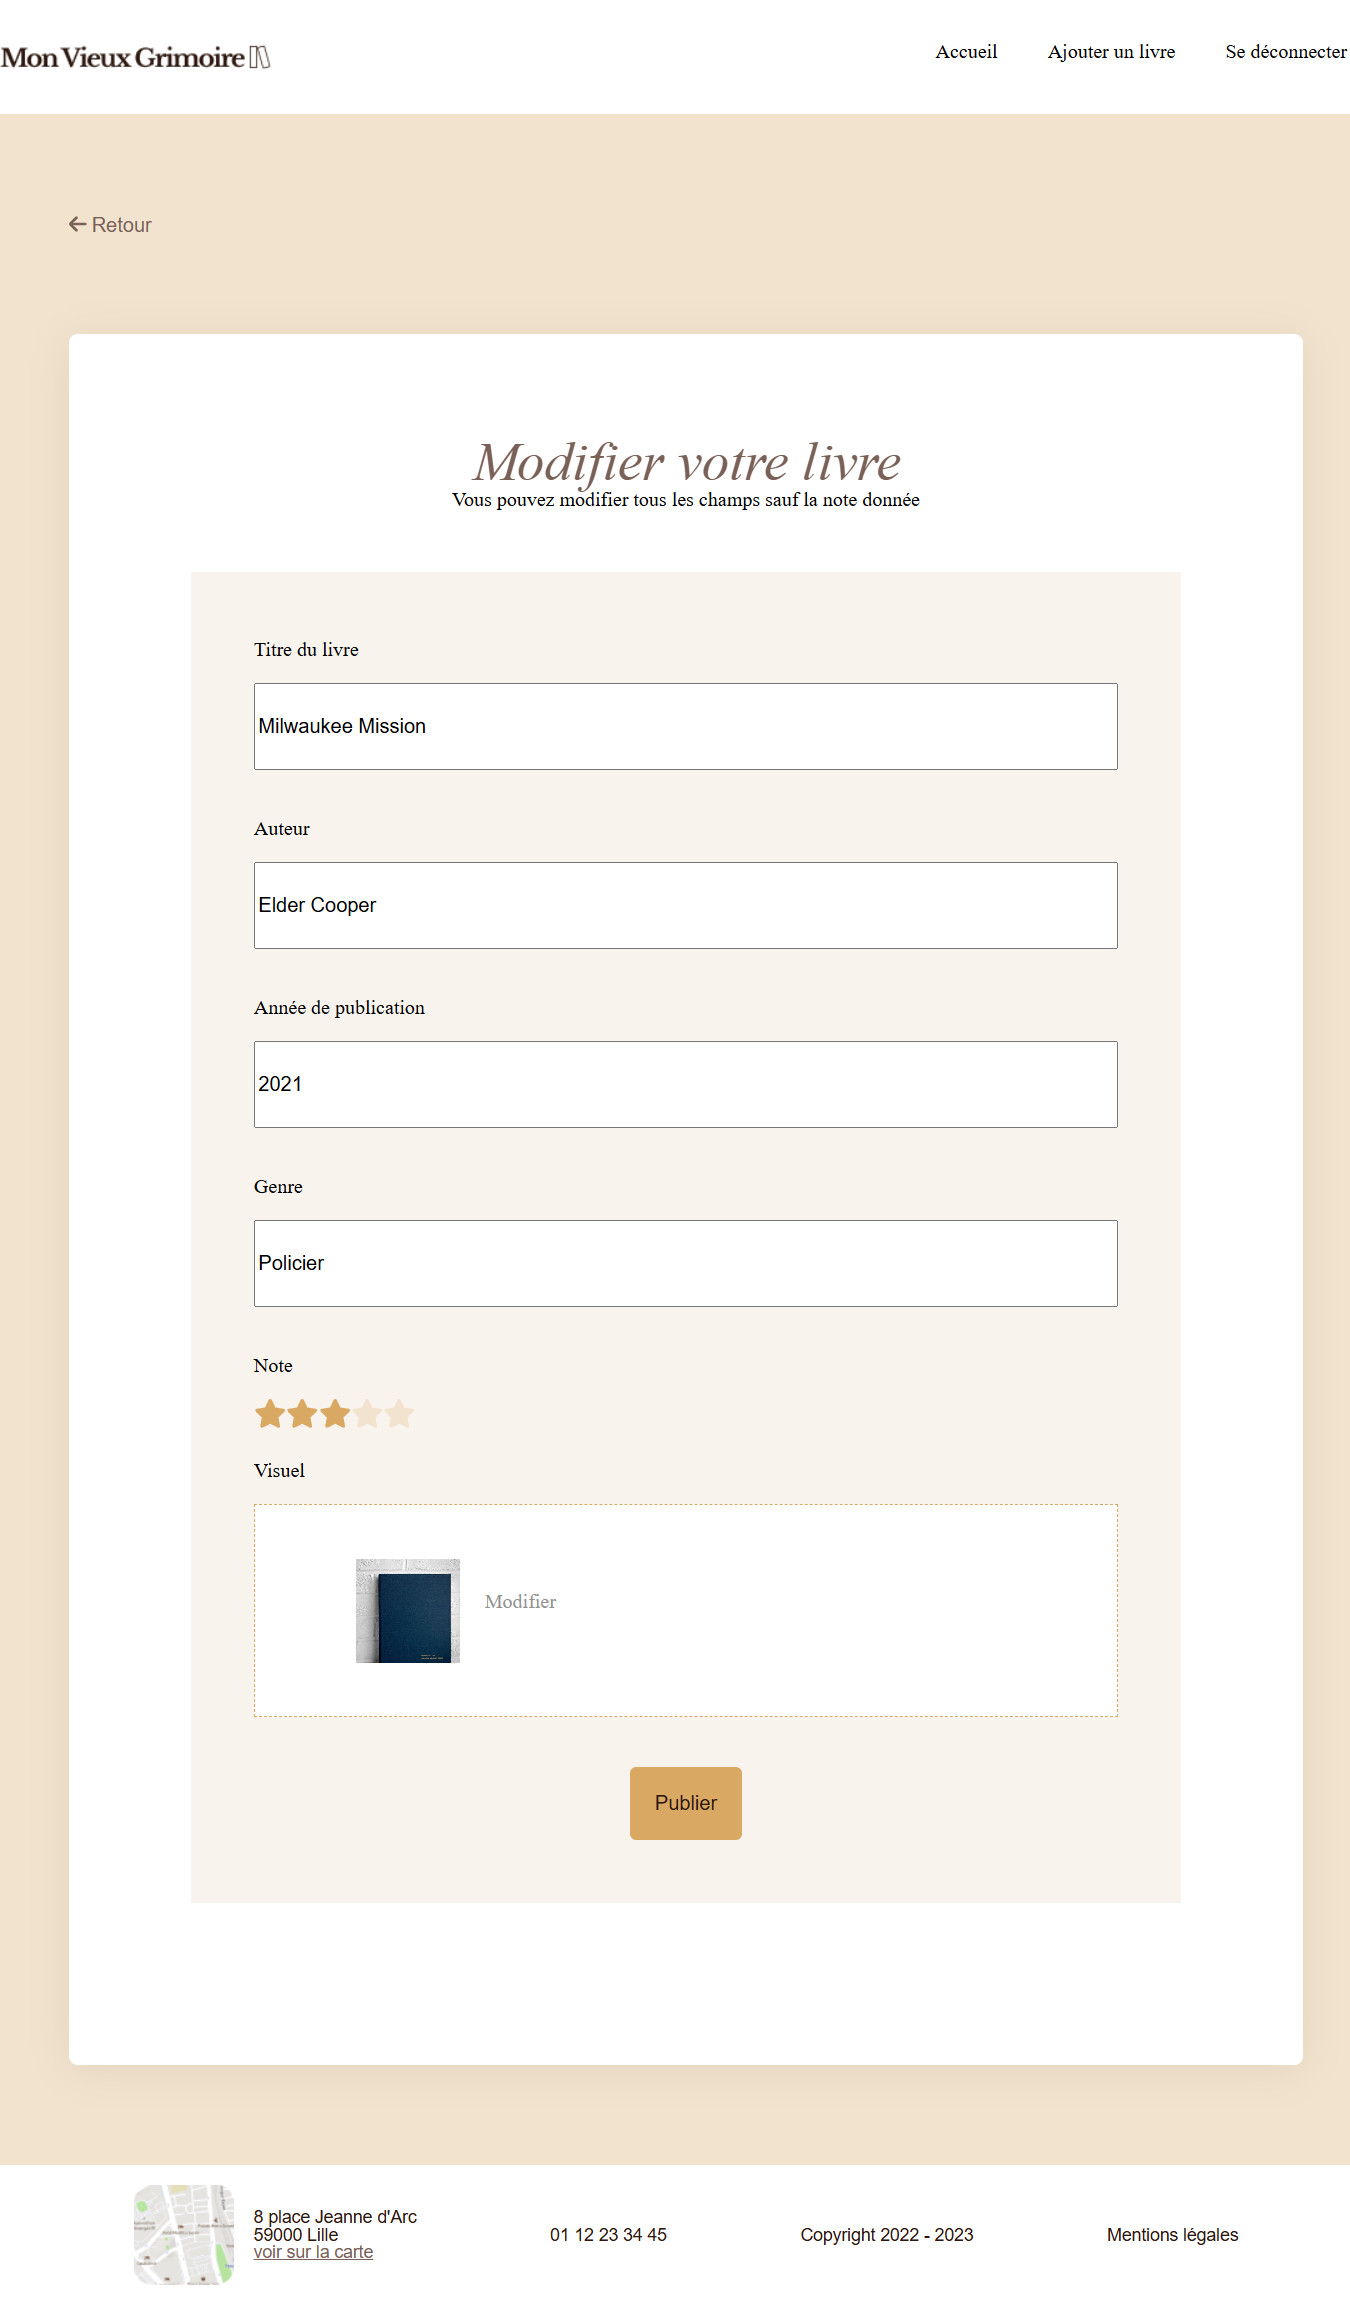 Mon Vieux Grimoire
Accueil
Ajouter un livre
Se déconnecter
Retour
Modifier votre livre
Vous pouvez modifier tous les champs sauf la note donnée
Titre du livre
Milwaukee Mission
Auteur
Elder Cooper
Année de publication
2021
Genre
Policier
Note
Visuel
Modifier
Publier
8 place Jeanne d'Arc
59000 Lille
voir sur la carte
01 12 23 34 45
Copyright 2022 - 2023
Mentions légales